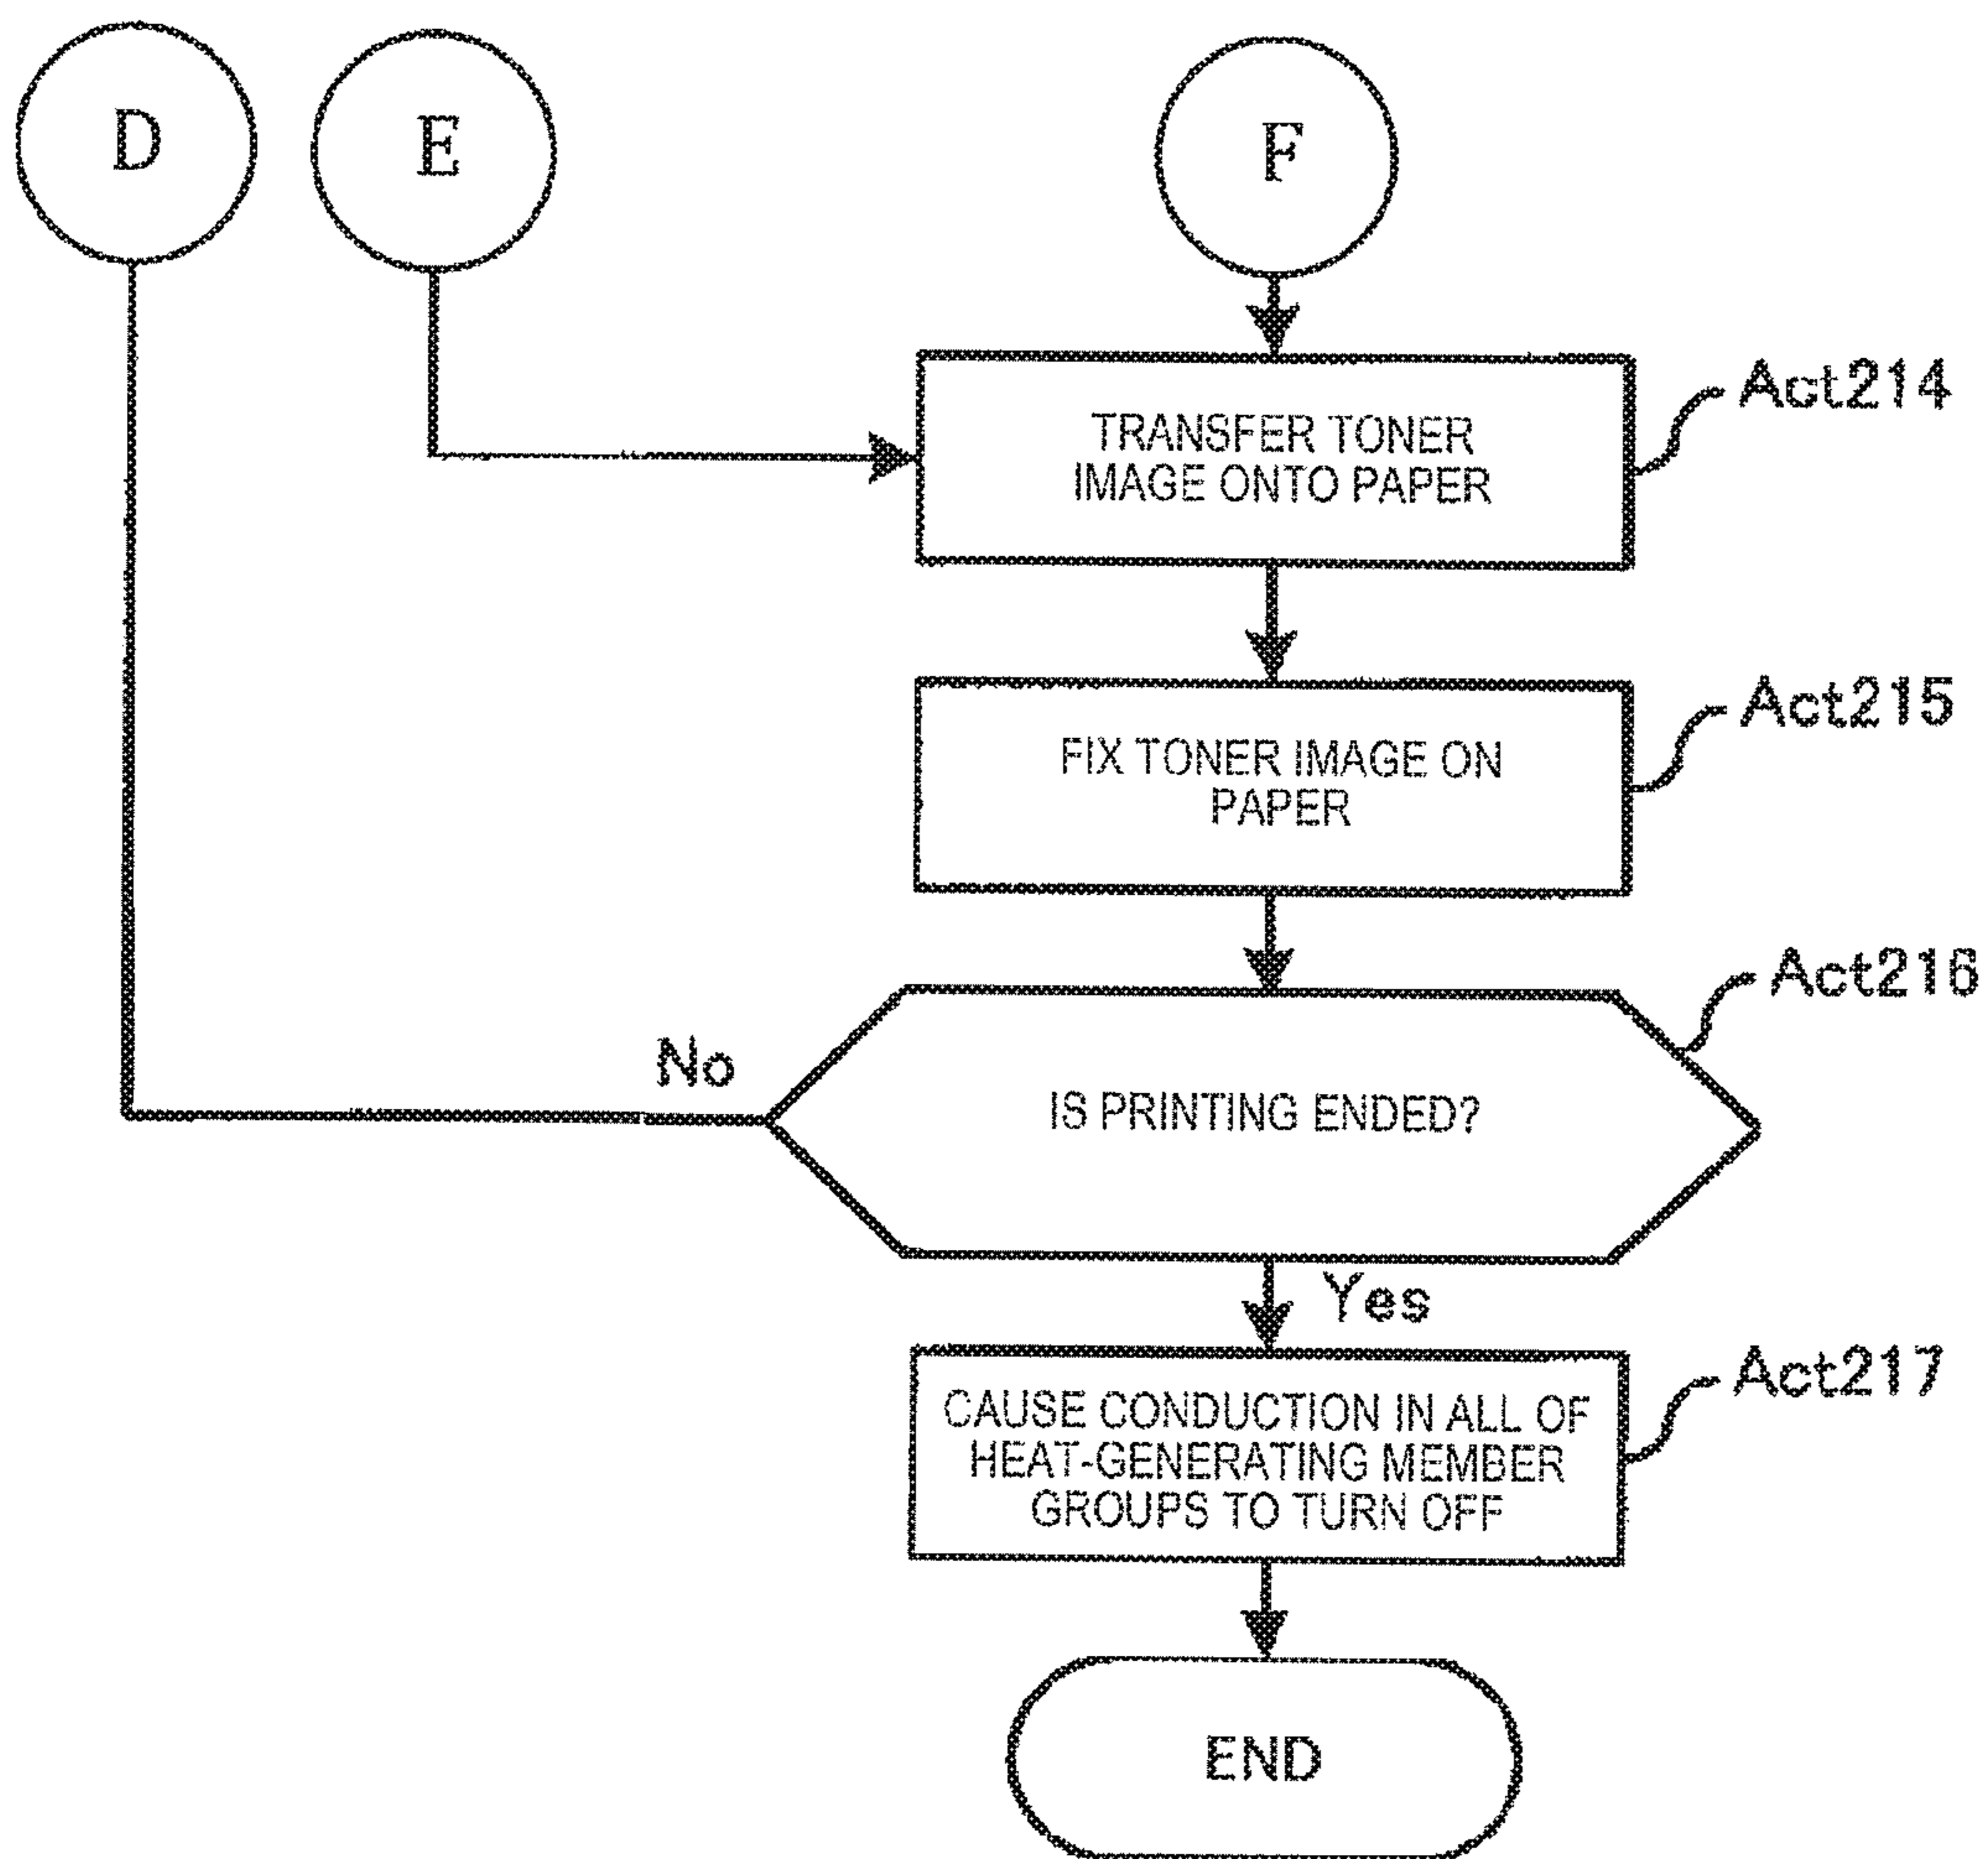 D
E
F
Act214
TRANSFER TONER
IMAGE ONTO PAPER
Act215
FIX TONER IMAGE ON
PAPER
Act216
No
IS PRINTING ENDED?
Yes
Act217
CAUSE CONDUCTION IN ALL OF
HEAT-GENERATING MEMBER
GROUPS TO TURN OFF
END